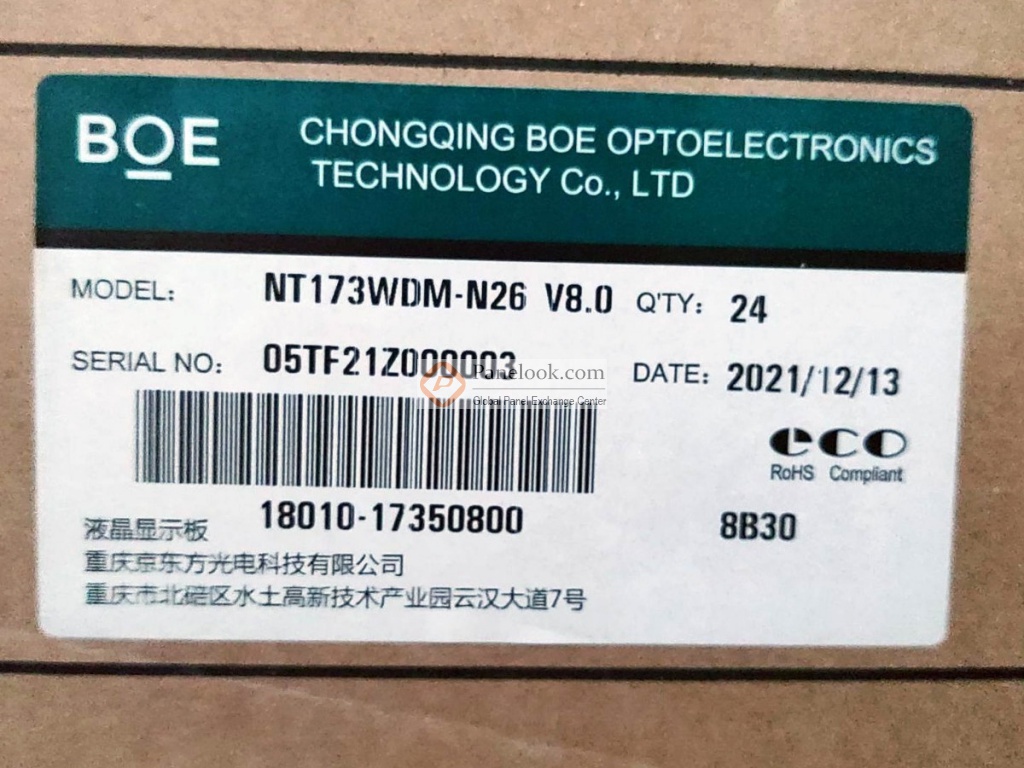 BOE
CHONGQING BOE OPTOELECTRONICS
TECHNOLOGY Co., LTD
MODEL: NT173WDM-N26 V8.0 Q'TY: 24
SERIAL NO: 05TF21Z000003 DATE: 2021/12/13
Panelook.com
Global Panel Exchange Center
eco
RoHS Compliant
液晶显示板 18010-17350800 8B30
重庆京东方光电科技有限公司
重庆市北碚区水土高新技术产业园云汉大道7号